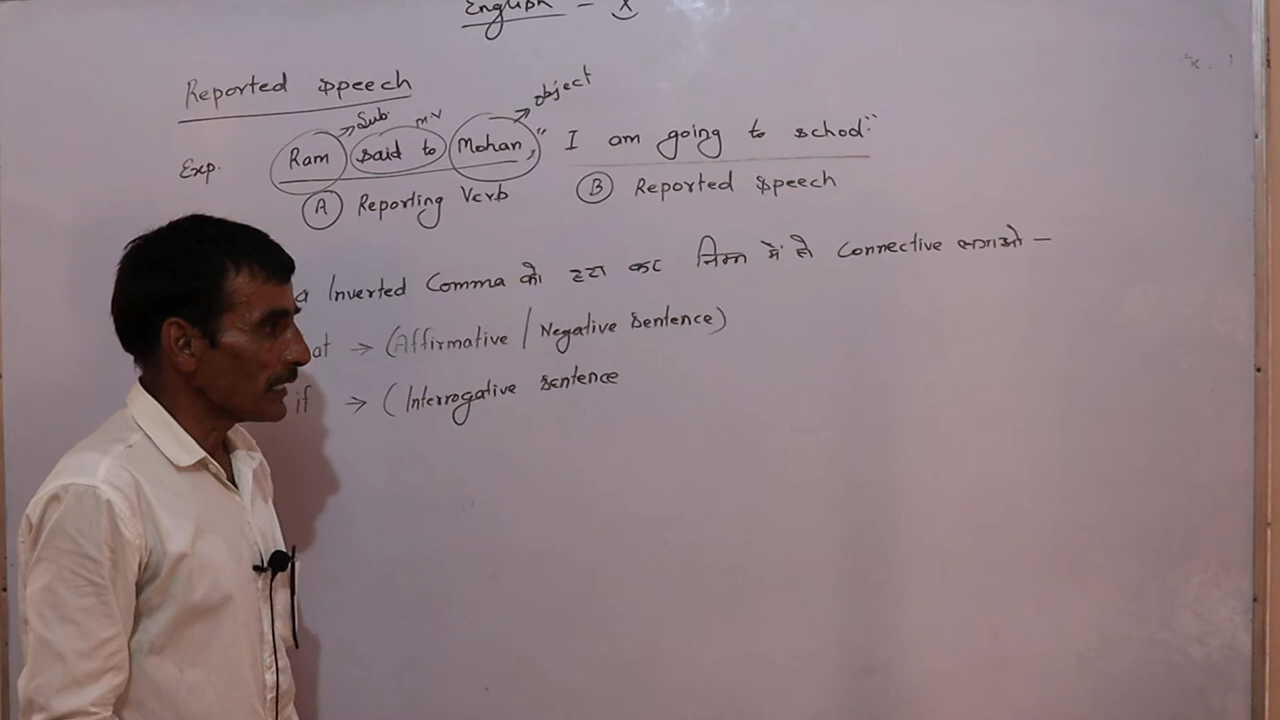 English - X
Reported Speech
Sub. M.V Object
Exp. Ram said to Mohan, " I am going to school."
(A) Reporting Verb (B) Reported Speech
Inverted Comma को हटा कर निम्न में से Connective लगाओ -
at → (Affirmative / Negative Sentence)
if → (Interrogative Sentence